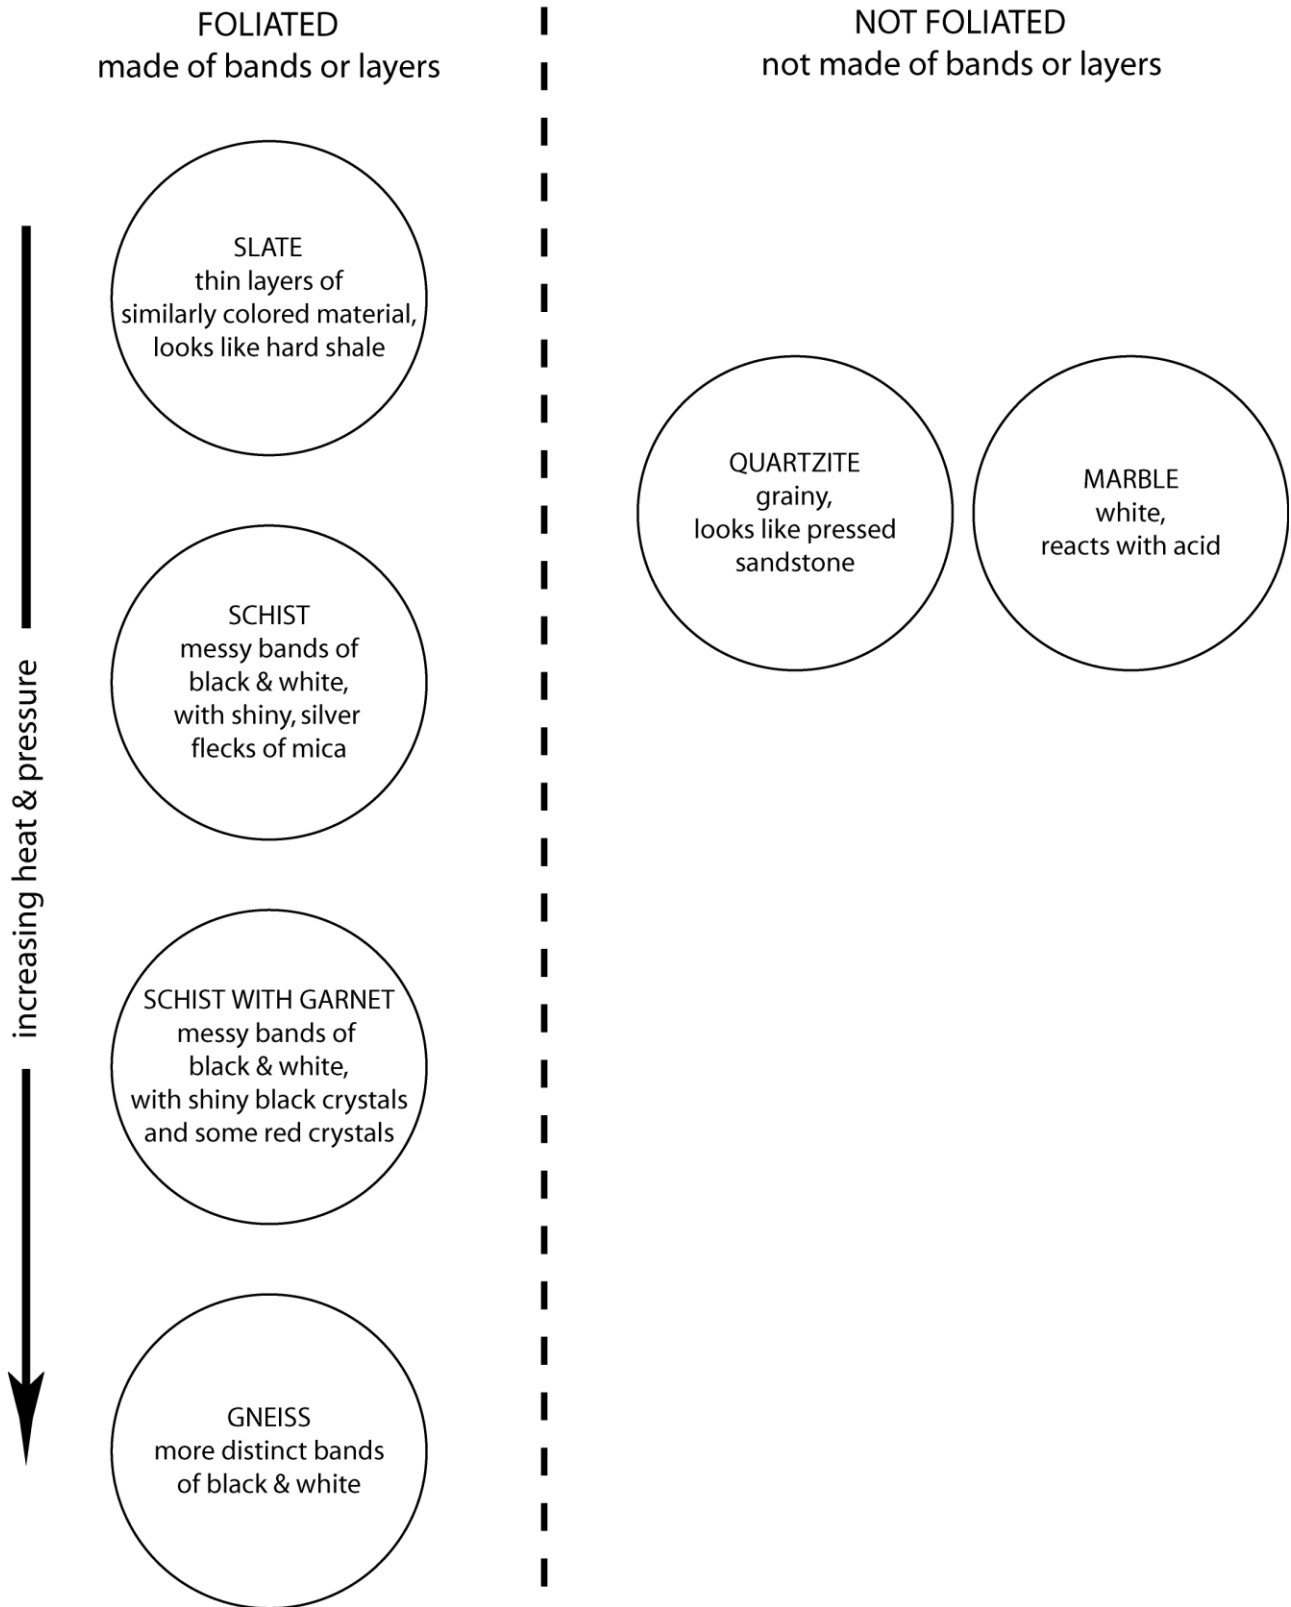 FOLIATED
made of bands or layers
NOT FOLIATED
not made of bands or layers
increasing heat & pressure
SLATE
thin layers of
similarly colored material,
looks like hard shale
SCHIST
messy bands of
black & white,
with shiny, silver
flecks of mica
SCHIST WITH GARNET
messy bands of
black & white,
with shiny black crystals
and some red crystals
GNEISS
more distinct bands
of black & white
QUARTZITE
grainy,
looks like pressed
sandstone
MARBLE
white,
reacts with acid